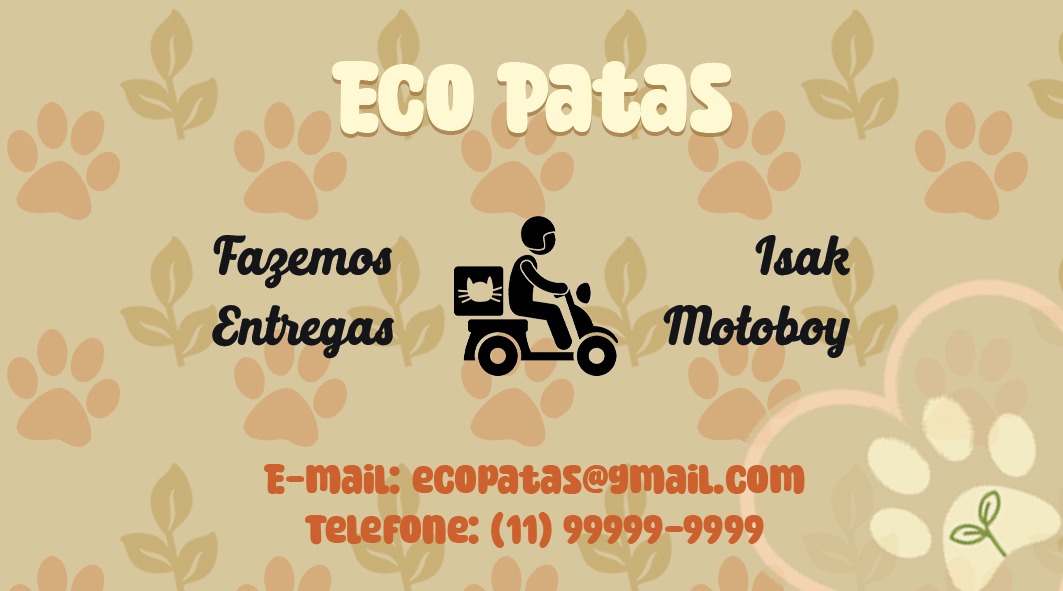 Eco Patas
Fazemos
Entregas
Isak
Motoboy
E-mail: ecopatas@gmail.com
Telefone: (11) 99999-9999